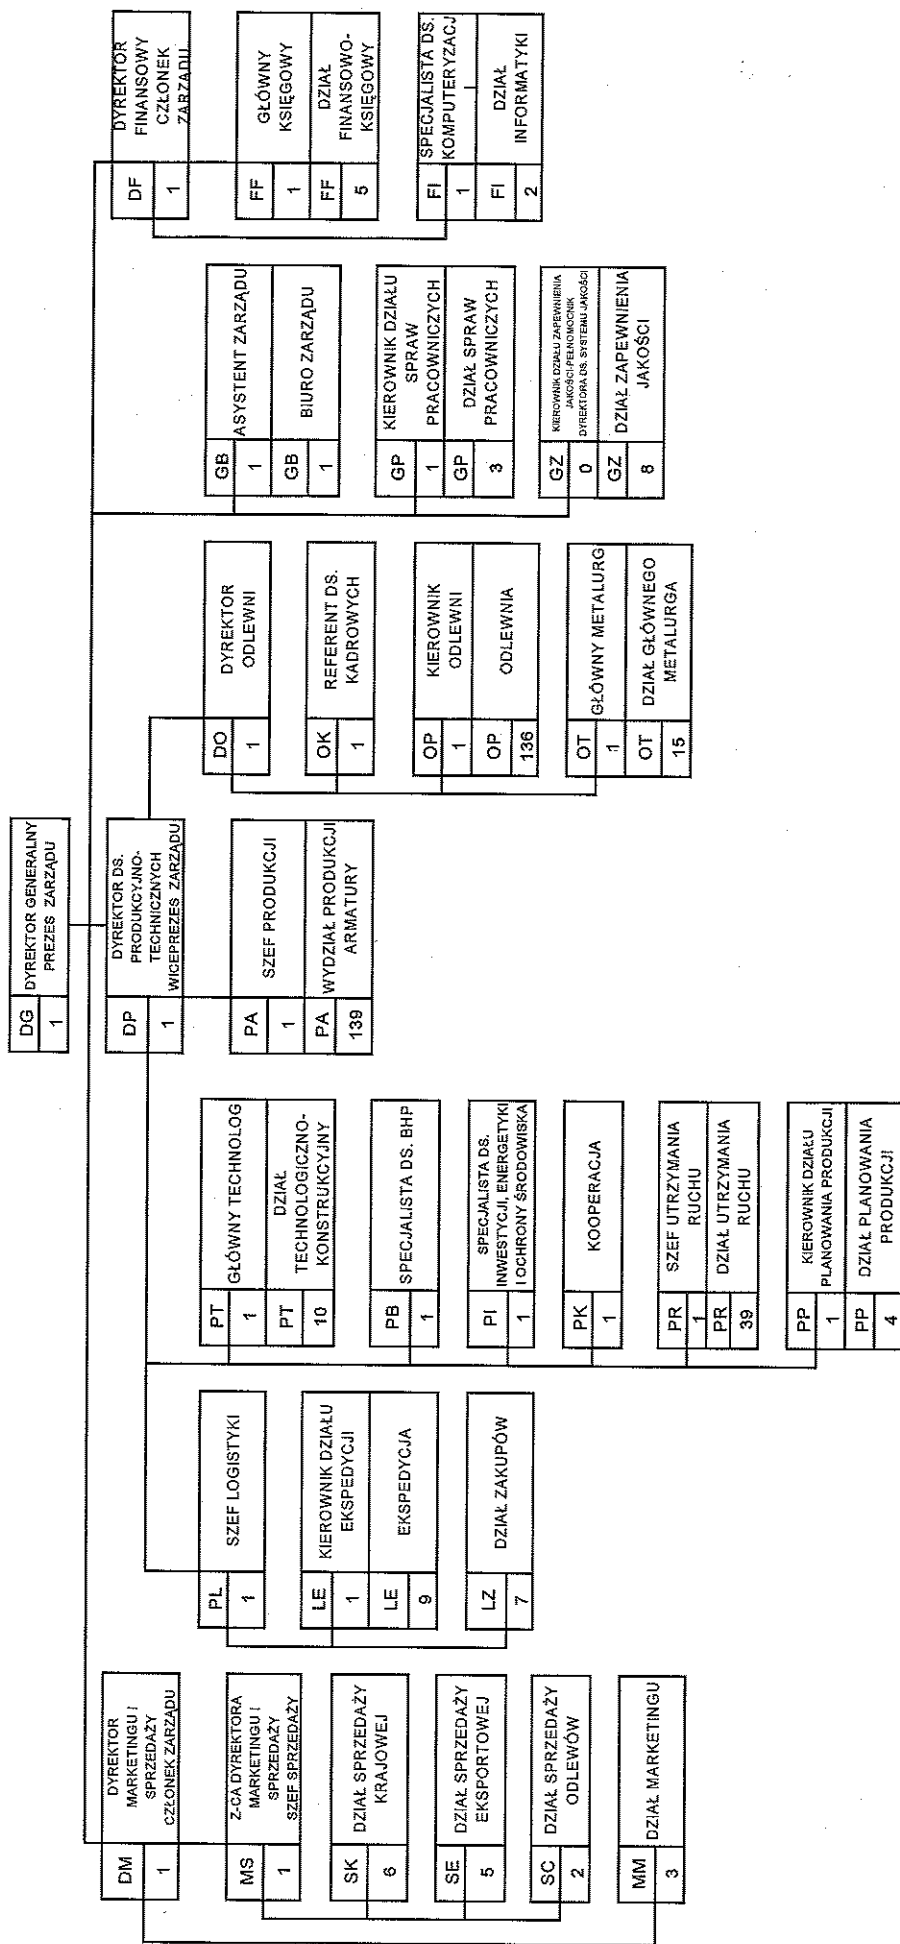 DG
DYREKTOR GENERALNY
PREZES ZARZĄDU
1
DM
DYREKTOR
MARKETINGU I
SPRZEDAŻY
CZŁONEK ZARZĄDU
1
MS
Z-CA DYREKTORA
MARKETINGU I
SPRZEDAŻY
SZEF SPRZEDAŻY
1
SK
DZIAŁ SPRZEDAŻY
KRAJOWEJ
6
SE
DZIAŁ SPRZEDAŻY
EKSPORTOWEJ
5
SC
DZIAŁ SPRZEDAŻY
ODLEWÓW
2
MM
DZIAŁ MARKETINGU
3
PL
SZEF LOGISTYKI
1
LE
KIEROWNIK DZIAŁU
EKSPEDYCJI
1
LE
EKSPEDYCJA
9
LZ
DZIAŁ ZAKUPÓW
7
PT
GŁÓWNY TECHNOLOG
1
PT
DZIAŁ
TECHNOLOGICZNO-
KONSTRUKCYJNY
10
PB
SPECJALISTA DS. BHP
1
PI
SPECJALISTA DS.
INWESTYCJI, ENERGETYKI
I OCHRONY ŚRODOWISKA
1
PK
KOOPERACJA
1
PR
SZEF UTRZYMANIA
RUCHU
1
PR
DZIAŁ UTRZYMANIA
RUCHU
39
PP
KIEROWNIK DZIAŁU
PLANOWANIA PRODUKCJI
1
PP
DZIAŁ PLANOWANIA
PRODUKCJI
4
DP
DYREKTOR DS.
PRODUKCYJNO-
TECHNICZNYCH
WICEPREZES ZARZĄDU
1
PA
SZEF PRODUKCJI
1
PA
WYDZIAŁ PRODUKCJI
ARMATURY
139
DO
DYREKTOR
ODLEWNI
1
OK
REFERENT DS.
KADROWYCH
1
OP
KIEROWNIK
ODLEWNI
1
OP
ODLEWNIA
136
OT
GŁÓWNY METALURG
1
OT
DZIAŁ GŁÓWNEGO
METALURGA
15
GB
ASYSTENT ZARZĄDU
1
GB
BIURO ZARZĄDU
1
GP
KIEROWNIK DZIAŁU
SPRAW
PRACOWNICZYCH
1
GP
DZIAŁ SPRAW
PRACOWNICZYCH
3
GZ
KIEROWNIK DZIAŁU ZAPEWNIENIA
JAKOŚCI-PEŁNOMOCNIK
DYREKTORA DS. SYSTEMU JAKOŚCI
0
GZ
DZIAŁ ZAPEWNIENIA
JAKOŚCI
8
DF
DYREKTOR
FINANSOWY
CZŁONEK
ZARZĄDU
1
FF
GŁÓWNY
KSIĘGOWY
1
FF
DZIAŁ
FINANSOWO-
KSIĘGOWY
5
FI
SPECJALISTA DS.
KOMPUTERYZACJ
I
1
FI
DZIAŁ
INFORMATYKI
2